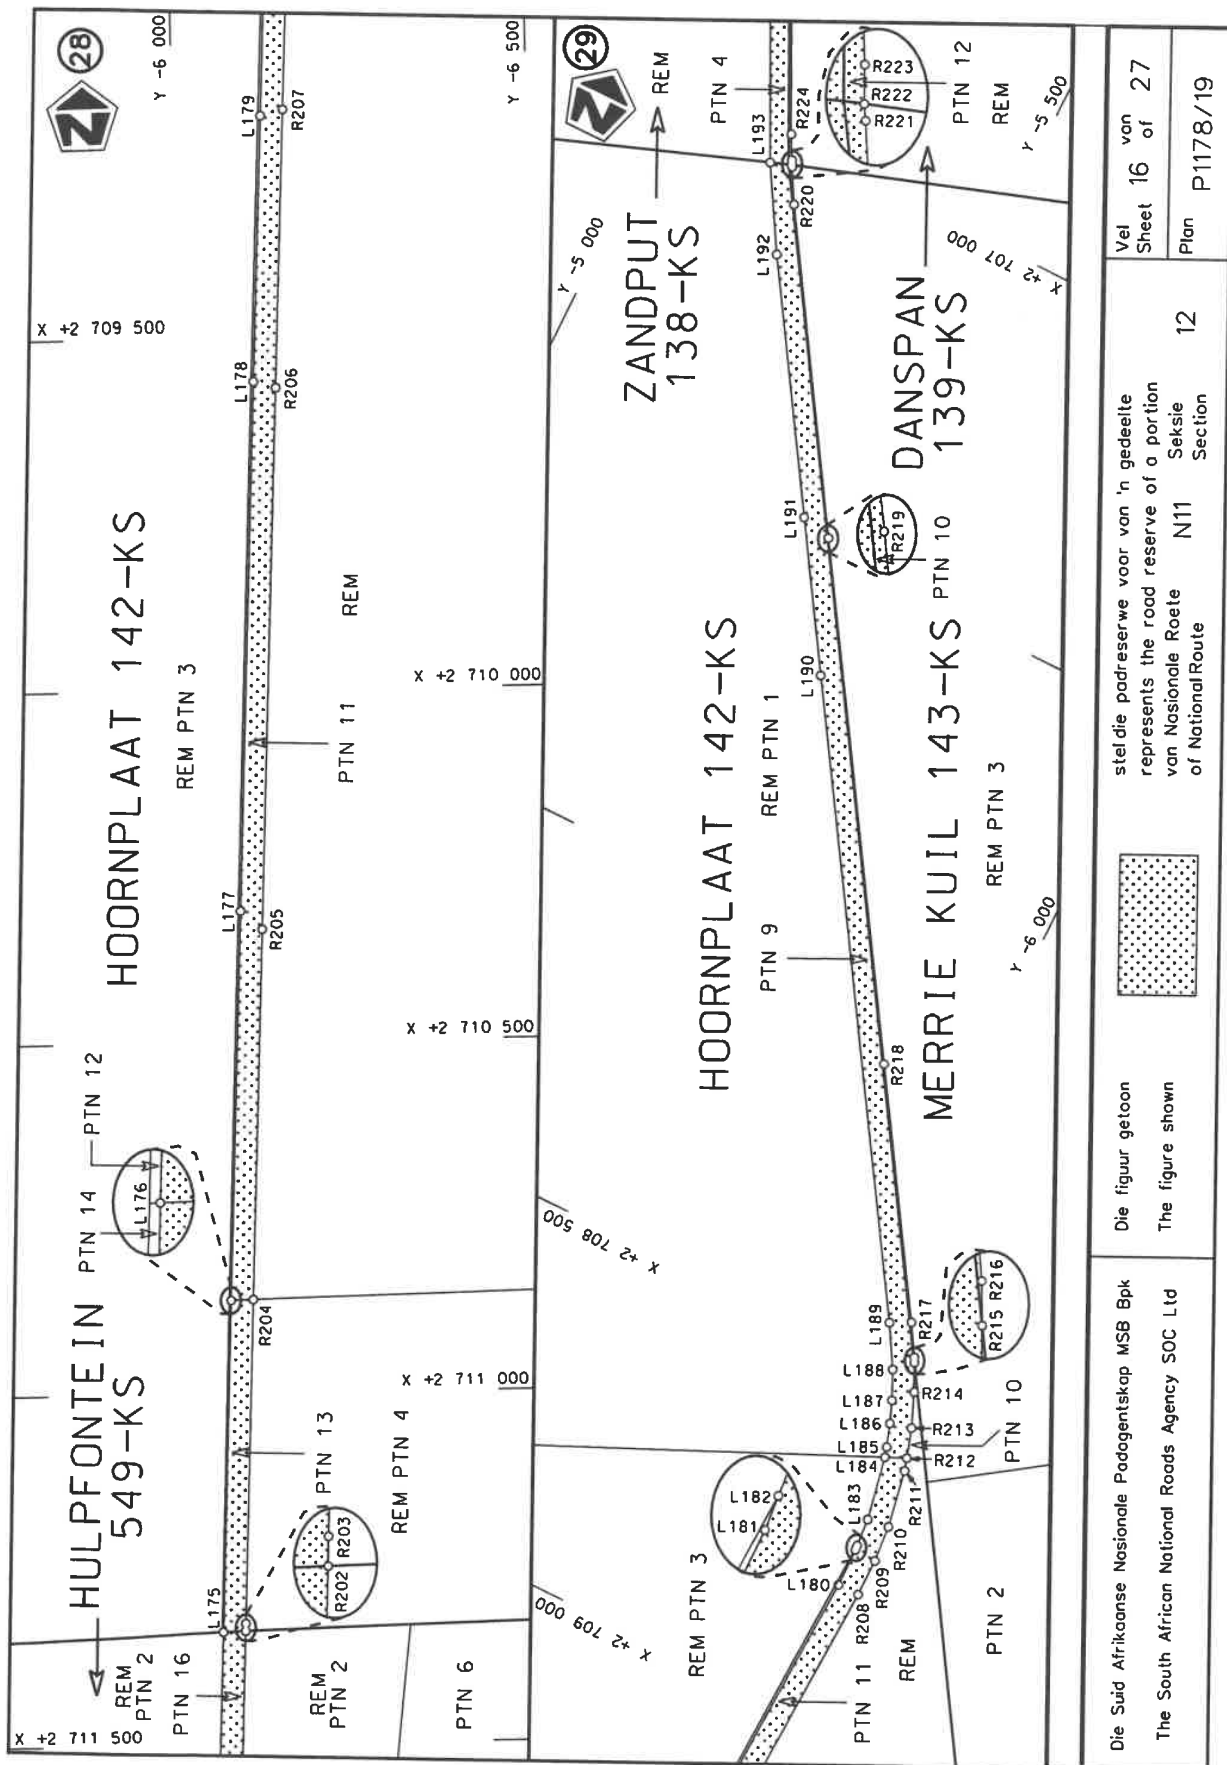 28
Y -6 000
Y -6 500
X +2 709 500
X +2 710 000
X +2 710 500
X +2 711 000
X +2 711 500
HOORNPLAAT 142-KS
REM PTN 3
REM
PTN 11
L179
R207
L178
R206
L177
R205
PTN 12
PTN 14
L176
R204
HULPFONTEIN
549-KS
PTN 13
REM PTN 4
R203
R202
L175
REM
PTN 2
PTN 16
REM
PTN 2
PTN 6
29
Y -5 000
Y -5 500
Y -6 000
X +2 707 000
X +2 708 500
X +2 709 000
ZANDPUT
138-KS
REM
PTN 4
L193
R224
R223
R222
R221
PTN 12
REM
R220
L192
DANSPAN
139-KS
L191
R219
PTN 10
L190
HOORNPLAAT 142-KS
REM PTN 1
PTN 9
MERRIE KUIL 143-KS
REM PTN 3
R218
L189
R217
R216
R215
L188
R214
L187
L186
R213
L185
R212
L184
R211
PTN 10
L183
R210
L182
L181
R209
L180
R208
REM PTN 3
PTN 11
REM
PTN 2
Die Suid Afrikaanse Nasionale Padagentskap MSB Bpk
The South African National Roads Agency SOC Ltd
Die figuur getoon
The figure shown
stel die padreserwe voor van 'n gedeelte
represents the road reserve of a portion
van Nasionale Roete N11 Seksie 12
of National Route Section
Vel 16 van 27
Sheet of
Plan P1178/19